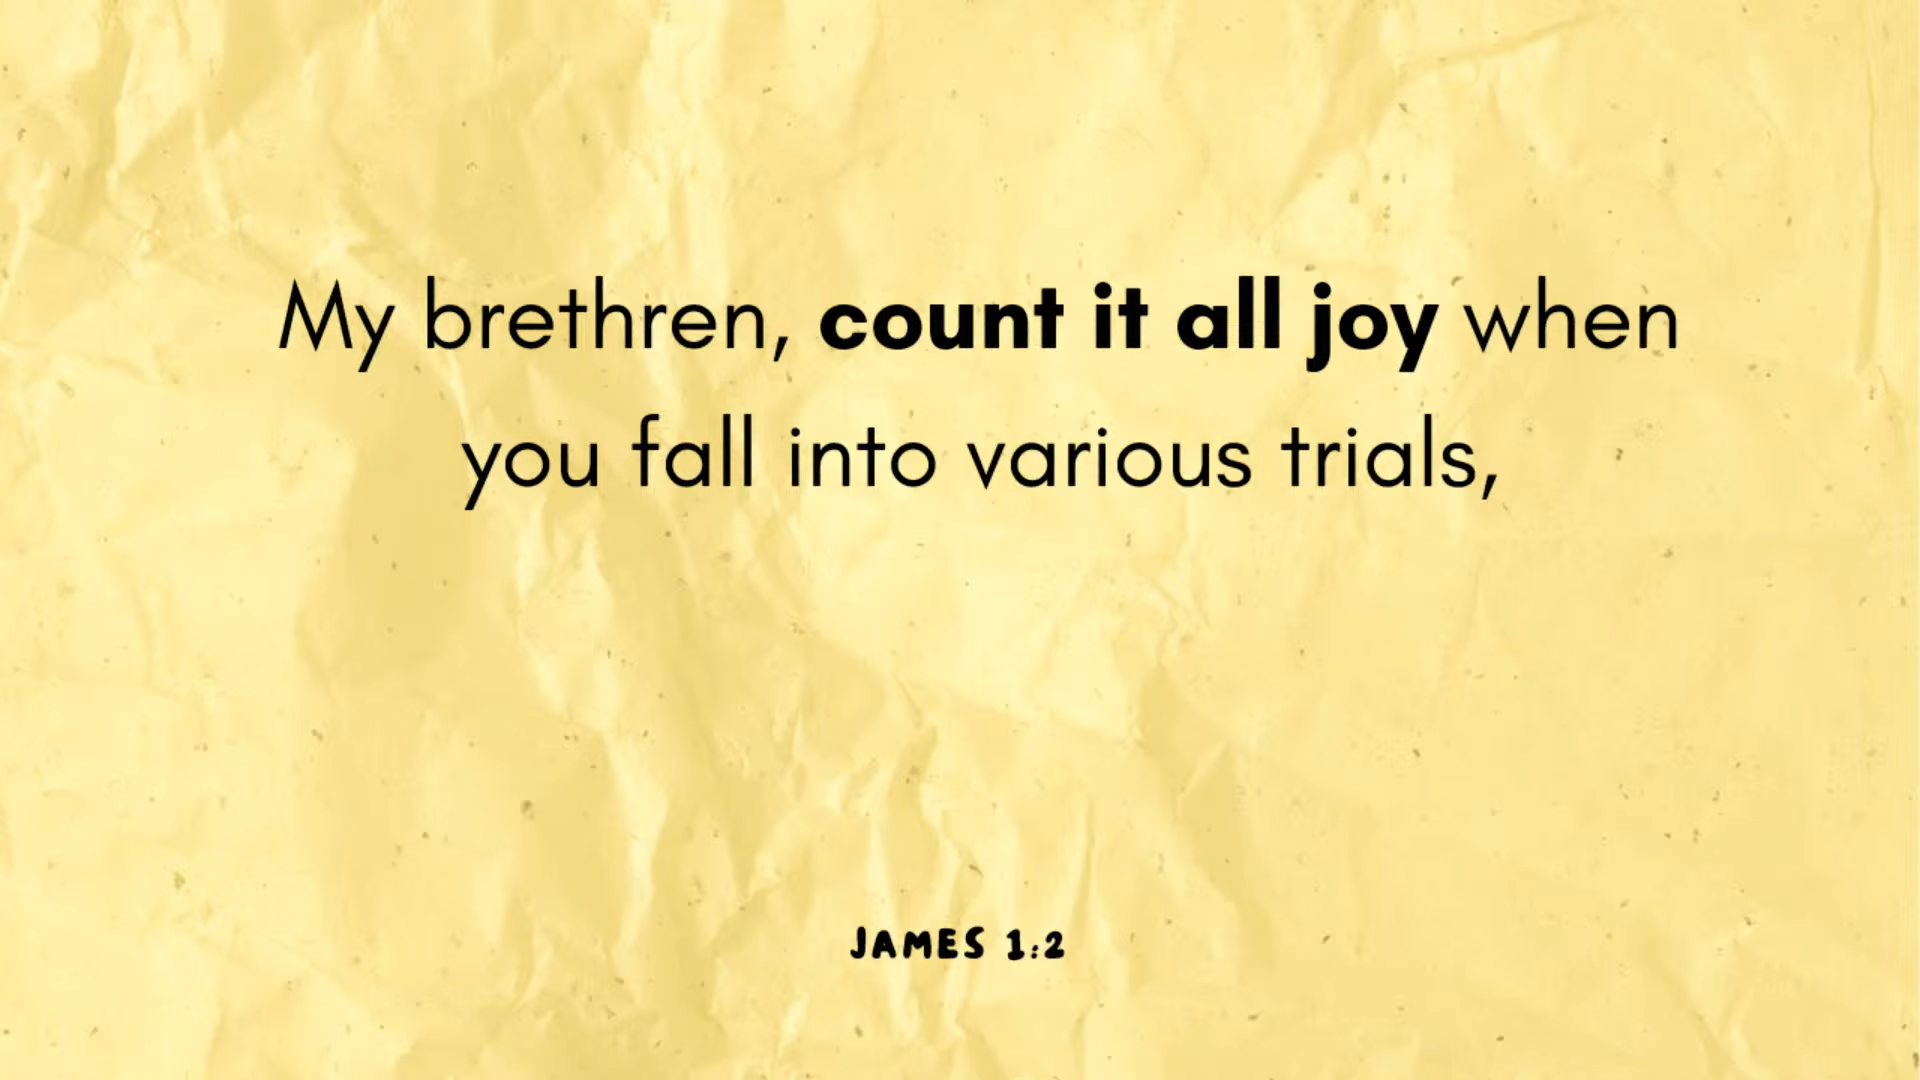 My brethren, count it all joy when
you fall into various trials,
JAMES 1:2